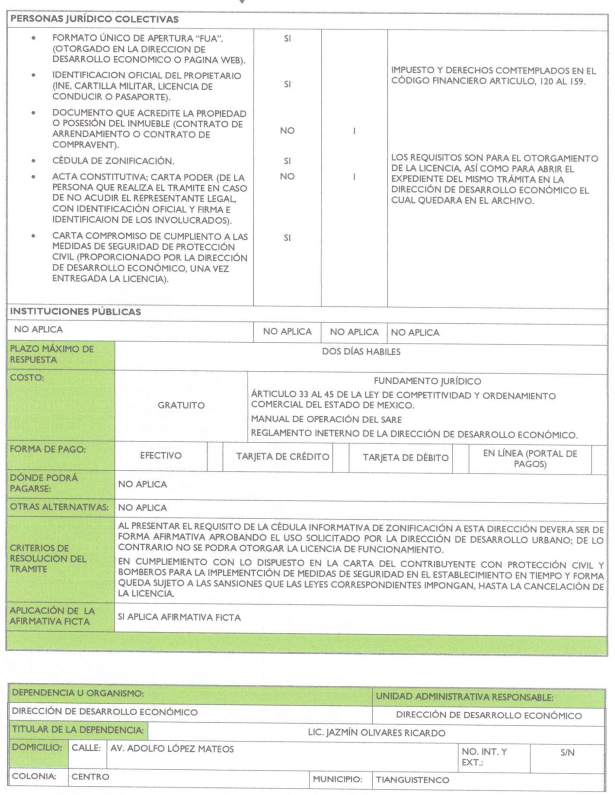 PERSONAS JURÍDICO COLECTIVAS
• FORMATO ÚNICO DE APERTURA "FUA".
(OTORGADO EN LA DIRECCION DE
DESARROLLO ECONOMICO O PAGINA WEB).
SI
• IDENTIFICACION OFICIAL DEL PROPIETARIO
(INE, CARTILLA MILITAR, LICENCIA DE
CONDUCIR O PASAPORTE).
SI
IMPUESTO Y DERECHOS COMTEMPLADOS EN EL
CÓDIGO FINANCIERO ARTICULO, 120 AL 159.
• DOCUMENTO QUE ACREDITE LA PROPIEDAD
O POSESIÓN DEL INMUEBLE (CONTRATO DE
ARRENDAMIENTO O CONTRATO DE
COMPRAVENT).
NO I
• CÉDULA DE ZONIFICACIÓN.
SI
• ACTA CONSTITUTIVA; CARTA PODER (DE LA
PERSONA QUE REALIZA EL TRAMITE EN CASO
DE NO ACUDIR EL REPRESENTANTE LEGAL,
CON IDENTIFICACIÓN OFICIAL Y FIRMA E
IDENTIFICAION DE LOS INVOLUCRADOS).
NO I
LOS REQUISITOS SON PARA EL OTORGAMIENTO
DE LA LICENCIA, ASÍ COMO PARA ABRIR EL
EXPEDIENTE DEL MISMO TRÁMITA EN LA
DIRECCIÓN DE DESARROLLO ECONÓMICO EL
CUAL QUEDARA EN EL ARCHIVO.
• CARTA COMPROMISO DE CUMPLIENTO A LAS
MEDIDAS DE SEGURIDAD DE PROTECCIÓN
CIVIL (PROPORCIONADO POR LA DIRECCIÓN
DE DESARROLLO ECONÓMICO, UNA VEZ
ENTREGADA LA LICENCIA).
SI
INSTITUCIONES PÚBLICAS
NO APLICA NO APLICA NO APLICA NO APLICA
PLAZO MÁXIMO DE
RESPUESTA
DOS DÍAS HABILES
COSTO:
GRATUITO
FUNDAMENTO JURÍDICO
ÁRTICULO 33 AL 45 DE LA LEY DE COMPETITIVIDAD Y ORDENAMIENTO
COMERCIAL DEL ESTADO DE MEXICO.
MANUAL DE OPERACIÓN DEL SARE
REGLAMENTO INETERNO DE LA DIRECCIÓN DE DESARROLLO ECONÓMICO.
FORMA DE PAGO: EFECTIVO TARJETA DE CRÉDITO TARJETA DE DÉBITO EN LÍNEA (PORTAL DE
PAGOS)
DÓNDE PODRÁ
PAGARSE:
NO APLICA
OTRAS ALTERNATIVAS: NO APLICA
CRITERIOS DE
RESOLUCION DEL
TRAMITE
AL PRESENTAR EL REQUISITO DE LA CÉDULA INFORMATIVA DE ZONIFICACIÓN A ESTA DIRECCIÓN DEVERA SER DE
FORMA AFIRMATIVA APROBANDO EL USO SOLICITADO POR LA DIRECCIÓN DE DESARROLLO URBANO; DE LO
CONTRARIO NO SE PODRA OTORGAR LA LICENCIA DE FUNCIONAMIENTO.
EN CUMPLIEMIENTO CON LO DISPUESTO EN LA CARTA DEL CONTRIBUYENTE CON PROTECCIÓN CIVIL Y
BOMBEROS PARA LA IMPLEMENTCIÓN DE MEDIDAS DE SEGURIDAD EN EL ESTABLECIMIENTO EN TIEMPO Y FORMA
QUEDA SUJETO A LAS SANSIONES QUE LAS LEYES CORRESPONDIENTES IMPONGAN, HASTA LA CANCELACIÓN DE
LA LICENCIA.
APLICACIÓN DE LA
AFIRMATIVA FICTA
SI APLICA AFIRMATIVA FICTA
DEPENDENCIA U ORGANISMO: UNIDAD ADMINISTRATIVA RESPONSABLE:
DIRECCIÓN DE DESARROLLO ECONÓMICO DIRECCIÓN DE DESARROLLO ECONÓMICO
TITULAR DE LA DEPENDENCIA: LIC. JAZMÍN OLIVARES RICARDO
DOMICILIO: CALLE: AV. ADOLFO LÓPEZ MATEOS NO. INT. Y
EXT.:
S/N
COLONIA: CENTRO MUNICIPIO: TIANGUISTENCO